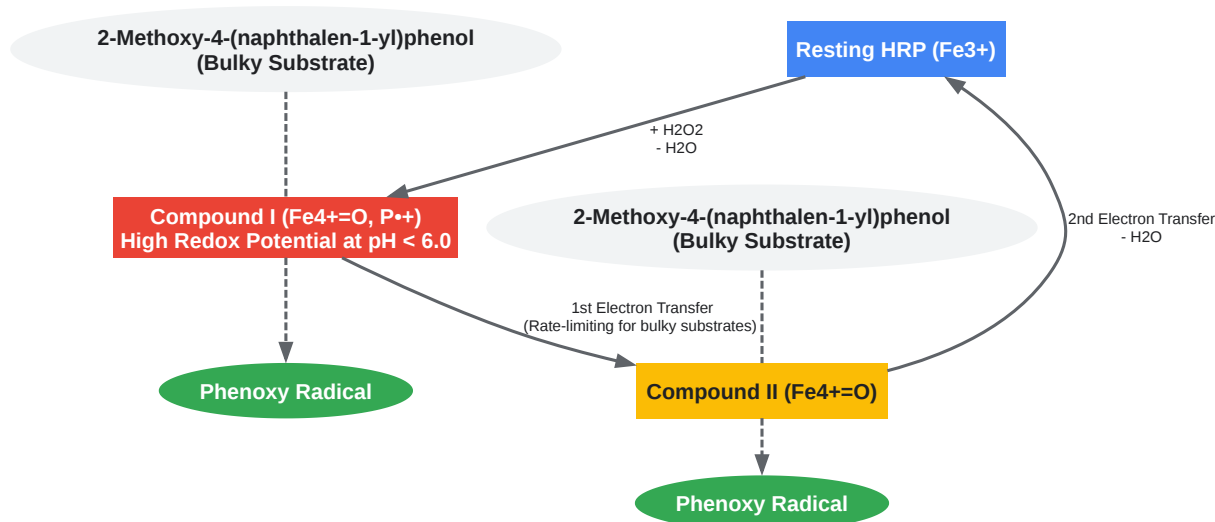 2-Methoxy-4-(naphthalen-1-yl)phenol
(Bulky Substrate)
Resting HRP (Fe3+)
+ H2O2
- H2O
Compound I (Fe4+=O, P•+)
High Redox Potential at pH < 6.0
2-Methoxy-4-(naphthalen-1-yl)phenol
(Bulky Substrate)
2nd Electron Transfer
- H2O
1st Electron Transfer
(Rate-limiting for bulky substrates)
Phenoxy Radical
Compound II (Fe4+=O)
Phenoxy Radical